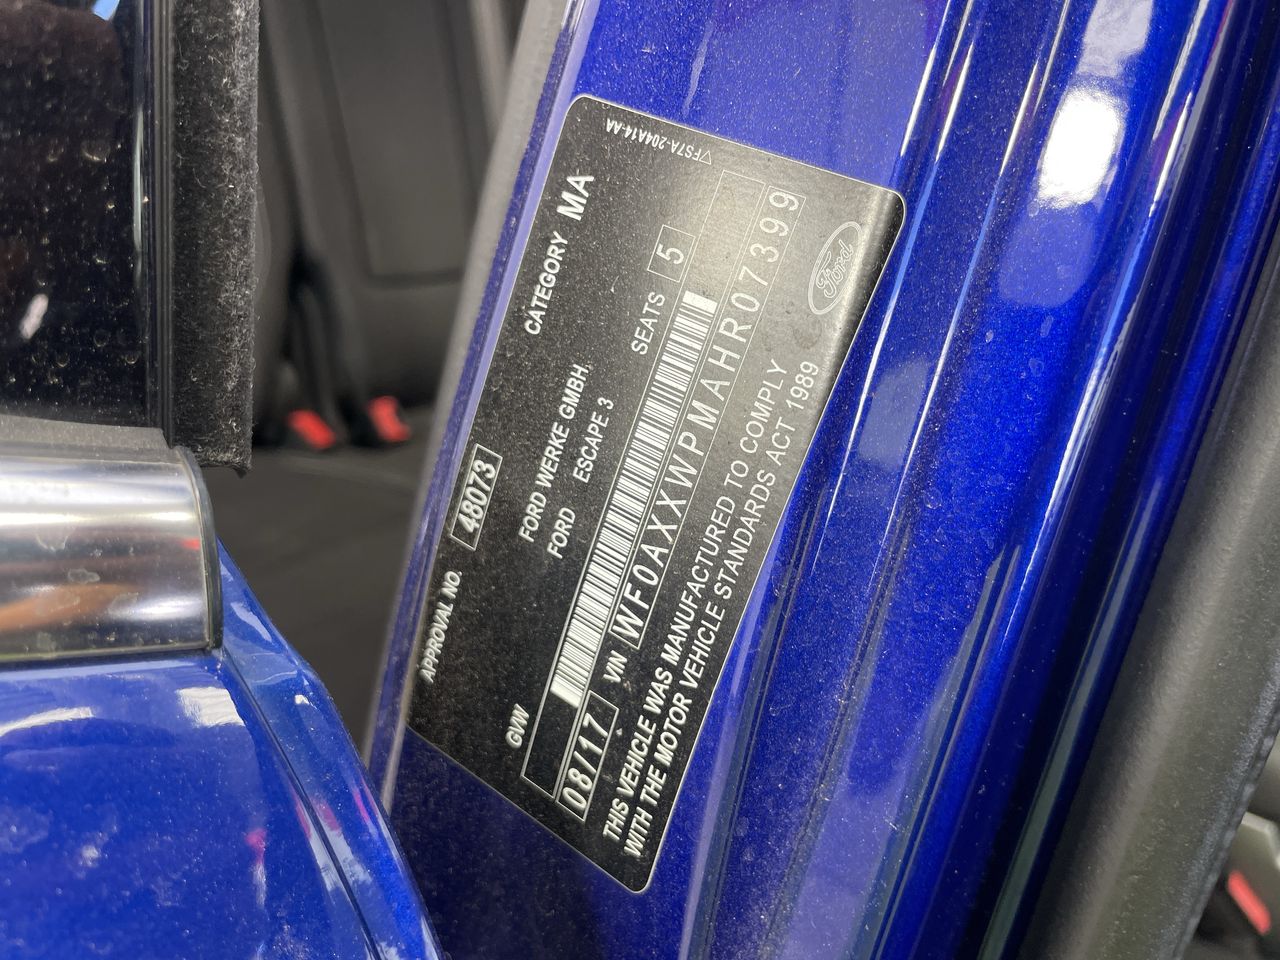 ▽FS7A-204A14-AA
APPROVAL NO. 48073 CATEGORY MA
FORD WERKE GMBH.
FORD ESCAPE 3
GVW SEATS 5
08/17 VIN WF0AXXWPMAHR07399
THIS VEHICLE WAS MANUFACTURED TO COMPLY
WITH THE MOTOR VEHICLE STANDARDS ACT 1989
Ford